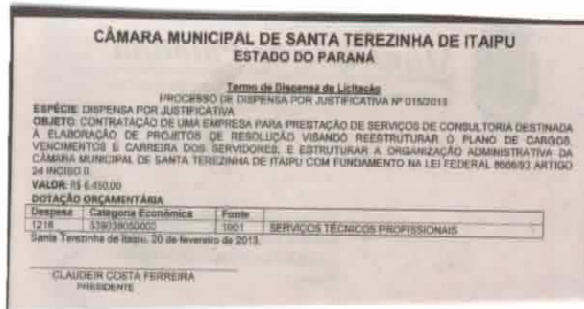 CÂMARA MUNICIPAL DE SANTA TEREZINHA DE ITAIPU
ESTADO DO PARANÁ
Termo de Dispensa de Licitação
PROCESSO DE DISPENSA POR JUSTIFICATIVA Nº 015/2013
ESPÉCIE: DISPENSA POR JUSTIFICATIVA
OBJETO: CONTRATAÇÃO DE UMA EMPRESA PARA PRESTAÇÃO DE SERVIÇOS DE CONSULTORIA DESTINADA
À ELABORAÇÃO DE PROJETOS DE RESOLUÇÃO VISANDO REESTRUTURAR O PLANO DE CARGOS,
VENCIMENTOS E CARREIRA DOS SERVIDORES, E ESTRUTURAR A ORGANIZAÇÃO ADMINISTRATIVA DA
CÂMARA MUNICIPAL DE SANTA TEREZINHA DE ITAIPU COM FUNDAMENTO NA LEI FEDERAL 8666/93 ARTIGO
24 INCISO II.
VALOR: R$ 6.450,00
DOTAÇÃO ORÇAMENTÁRIA
Despesa Categoria Econômica Fonte
1216 339039050000 1001 SERVIÇOS TÉCNICOS PROFISSIONAIS
Santa Terezinha de Itaipu, 20 de fevereiro de 2013.
CLAUDEIR COSTA FERREIRA
PRESIDENTE